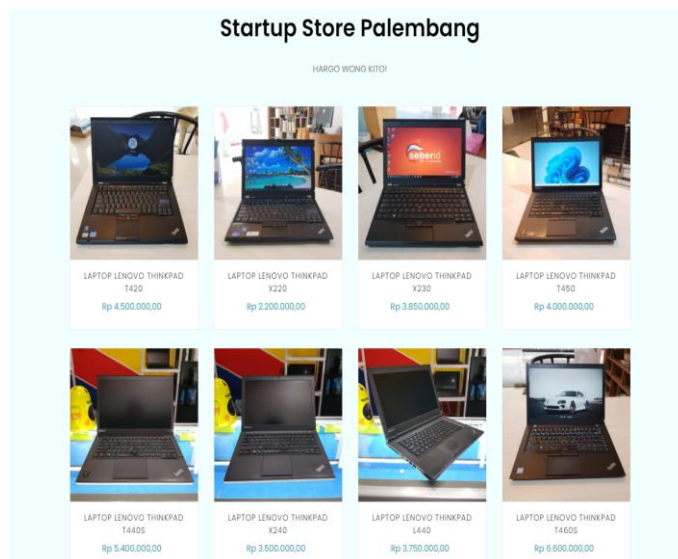 Startup Store Palembang
HARGO WONG KITO!
seberid
LAPTOP LENOVO THINKPAD
T420
Rp 4.500.000,00
LAPTOP LENOVO THINKPAD
X220
Rp 2.200.000,00
LAPTOP LENOVO THINKPAD
X230
Rp 3.850.000,00
LAPTOP LENOVO THINKPAD
T450
Rp 4.000.000,00
LAPTOP LENOVO THINKPAD
T440S
Rp 5.400.000,00
LAPTOP LENOVO THINKPAD
X240
Rp 3.500.000,00
LAPTOP LENOVO THINKPAD
L440
Rp 3.750.000,00
LAPTOP LENOVO THINKPAD
T460S
Rp 6.600.000,00